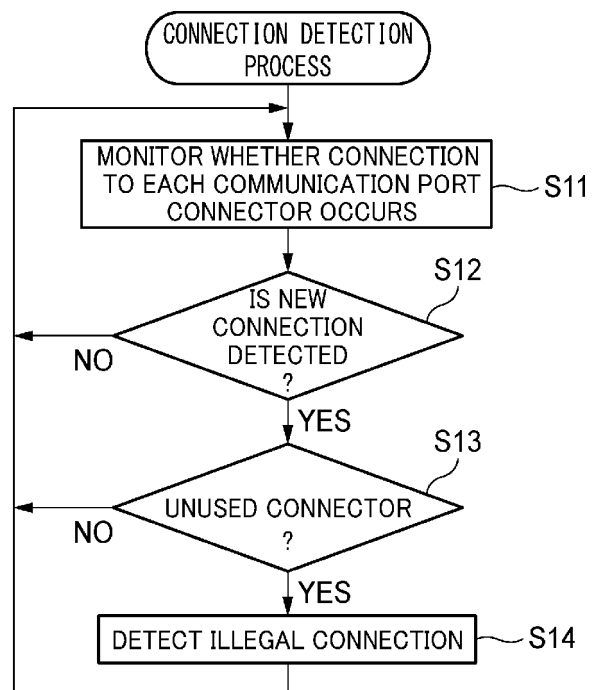 CONNECTION DETECTION
PROCESS
MONITOR WHETHER CONNECTION
TO EACH COMMUNICATION PORT
CONNECTOR OCCURS
S11
S12
IS NEW
CONNECTION
DETECTED
?
NO
YES
S13
UNUSED CONNECTOR
?
NO
YES
DETECT ILLEGAL CONNECTION
S14